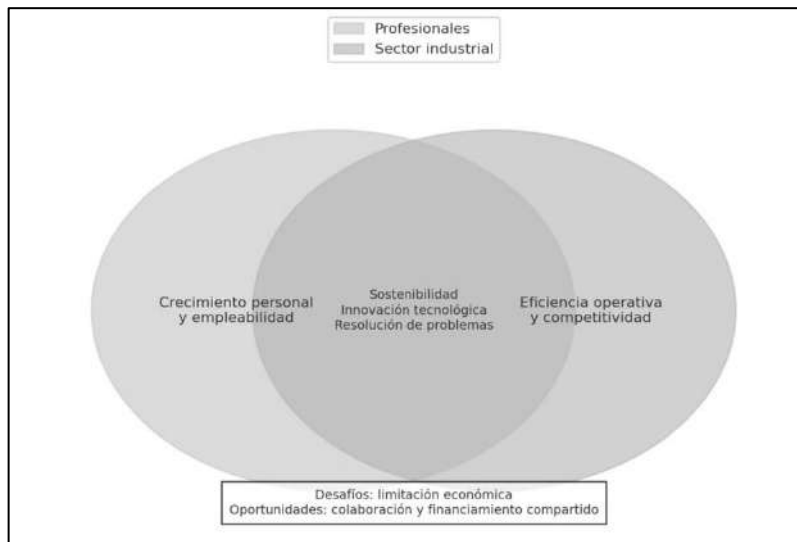 Profesionales
Sector industrial
Crecimiento personal
y empleabilidad
Sostenibilidad
Innovación tecnológica
Resolución de problemas
Eficiencia operativa
y competitividad
Desafíos: limitación económica
Oportunidades: colaboración y financiamiento compartido